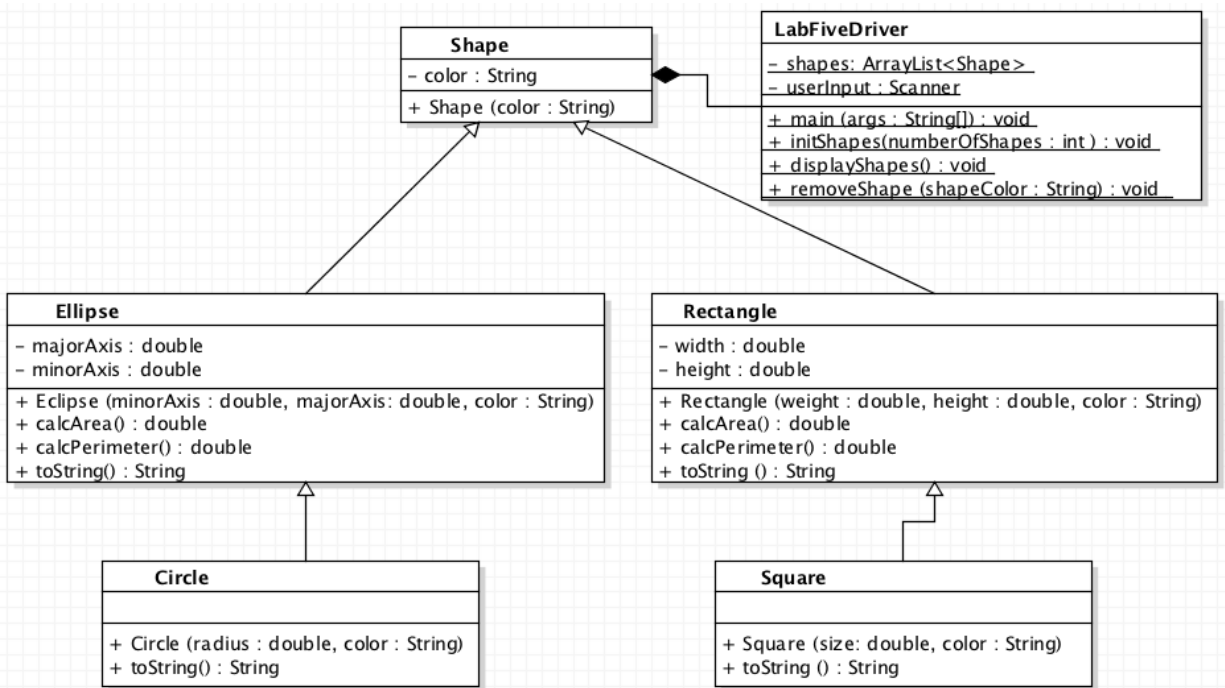 Shape
- color : String
+ Shape (color : String)
LabFiveDriver
- shapes: ArrayList<Shape>
- userInput : Scanner
+ main (args : String[]) : void
+ initShapes(numberOfShapes : int ) : void
+ displayShapes() : void
+ removeShape (shapeColor : String) : void
Ellipse
- majorAxis : double
- minorAxis : double
+ Eclipse (minorAxis : double, majorAxis: double, color : String)
+ calcArea() : double
+ calcPerimeter() : double
+ toString() : String
Rectangle
- width : double
- height : double
+ Rectangle (weight : double, height : double, color : String)
+ calcArea() : double
+ calcPerimeter() : double
+ toString () : String
Circle
+ Circle (radius : double, color : String)
+ toString() : String
Square
+ Square (size: double, color : String)
+ toString () : String